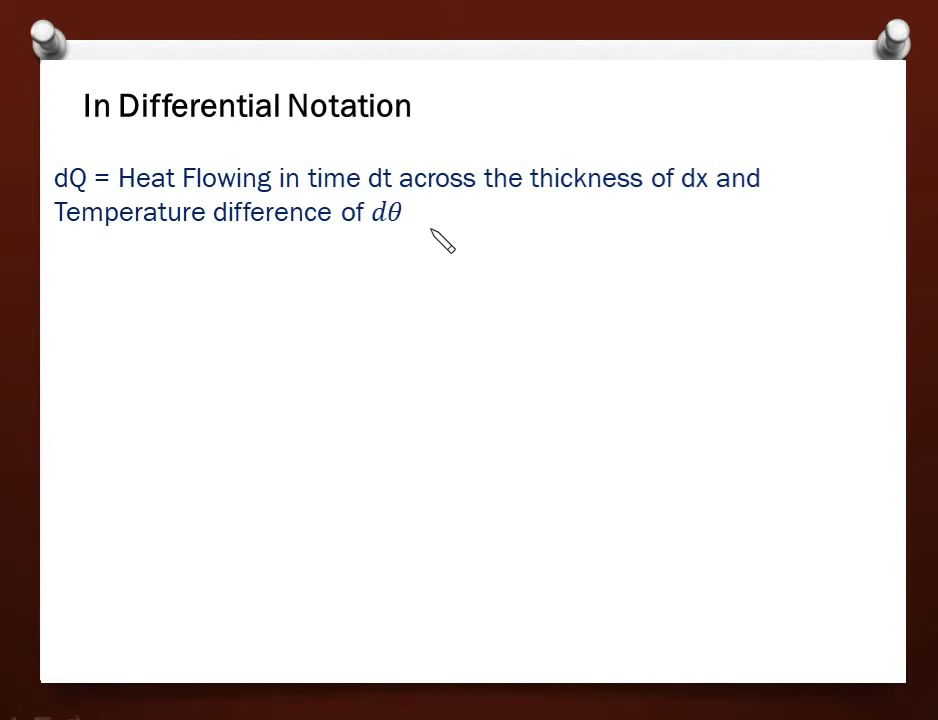 In Differential Notation
dQ = Heat Flowing in time dt across the thickness of dx and
Temperature difference of dθ